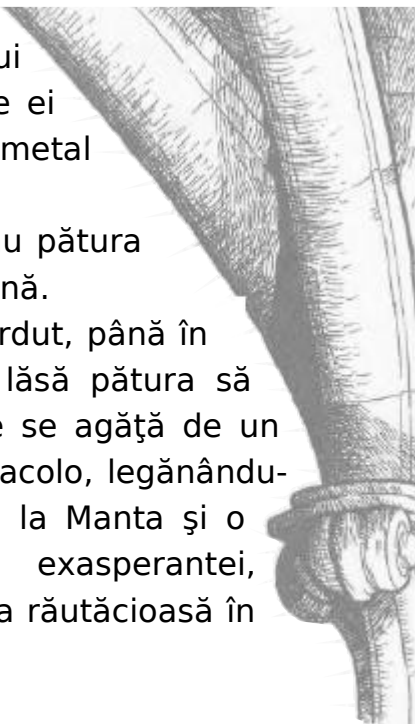 ui
e ei
metal
u pătura
nă.
rdut, până în
lăsă pătura să
e se agăţă de un
acolo, legănându-
la Manta şi o
exasperantei,
a răutăcioasă în